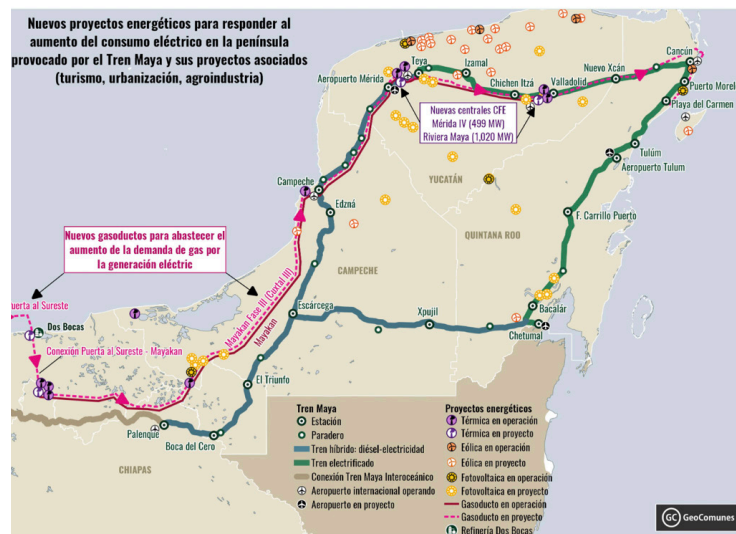 Nuevos proyectos energéticos para responder al
aumento del consumo eléctrico en la península
provocado por el Tren Maya y sus proyectos asociados
(turismo, urbanización, agroindustria)
Teya
Izamal
Aeropuerto Mérida
Chichen Itzá
Valladolid
Nuevo Xcán
Cancún
Puerto Morel
Playa del Carmen
Nuevas centrales CFE
Mérida IV (499 MW)
Riviera Maya (1,020 MW)
Tulúm
Aeropuerto Tulum
YUCATÁN
Campeche
Edzná
F. Carrillo Puerto
QUINTANA ROO
Nuevos gasoductos para abastecer el
aumento de la demanda de gas por
la generación eléctric
CAMPECHE
Mayakan Fase III (Cuxtal III)
Mayakan
uerta al Sureste
Dos Bocas
Conexión Puerta al Sureste - Mayakan
Escárcega
Xpujil
Bacalár
Chetumal
El Triunfo
Palenque
Boca del Cero
CHIAPAS
Tren Maya
Estación
Paradero
Tren híbrido: diésel-electricidad
Tren electrificado
Conexión Tren Maya Interoceánico
Aeropuerto internacional operando
Aeropuerto en proyecto
Proyectos energéticos
Térmica en operación
Térmica en proyecto
Eólica en operación
Eólica en proyecto
Fotovoltaica en operación
Fotovoltaica en proyecto
Gasoducto en operación
Gasoducto en proyecto
Refinería Dos Bocas
GC GeoComunes